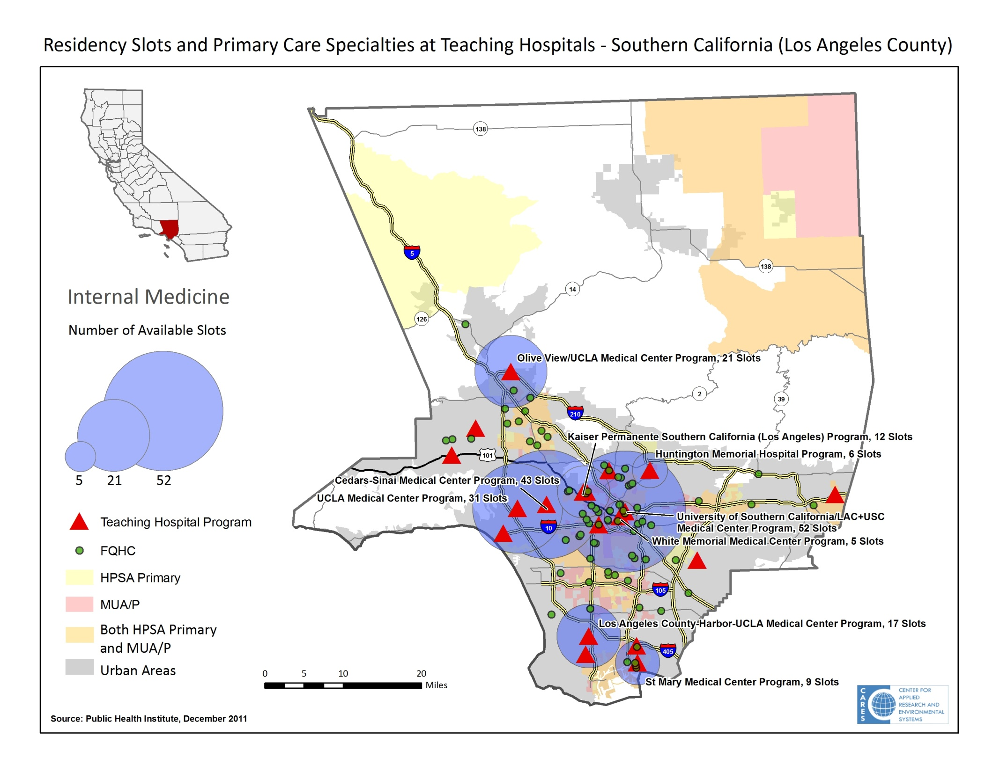 Residency Slots and Primary Care Specialties at Teaching Hospitals - Southern California (Los Angeles County)
138
5
138
14
126
Internal Medicine
Number of Available Slots
5
21
52
Olive View/UCLA Medical Center Program, 21 Slots
2
39
210
Kaiser Permanente Southern California (Los Angeles) Program, 12 Slots
101
Huntington Memorial Hospital Program, 6 Slots
Cedars-Sinai Medical Center Program, 43 Slots
UCLA Medical Center Program, 31 Slots
10
University of Southern California/LAC+USC
Medical Center Program, 52 Slots
White Memorial Medical Center Program, 5 Slots
105
Los Angeles County-Harbor-UCLA Medical Center Program, 17 Slots
405
St Mary Medical Center Program, 9 Slots
Teaching Hospital Program
FQHC
HPSA Primary
MUA/P
Both HPSA Primary
and MUA/P
Urban Areas
0 5 10 20
Miles
Source: Public Health Institute, December 2011
CARES
CENTER FOR
APPLIED
RESEARCH AND
ENVIRONMENTAL
SYSTEMS